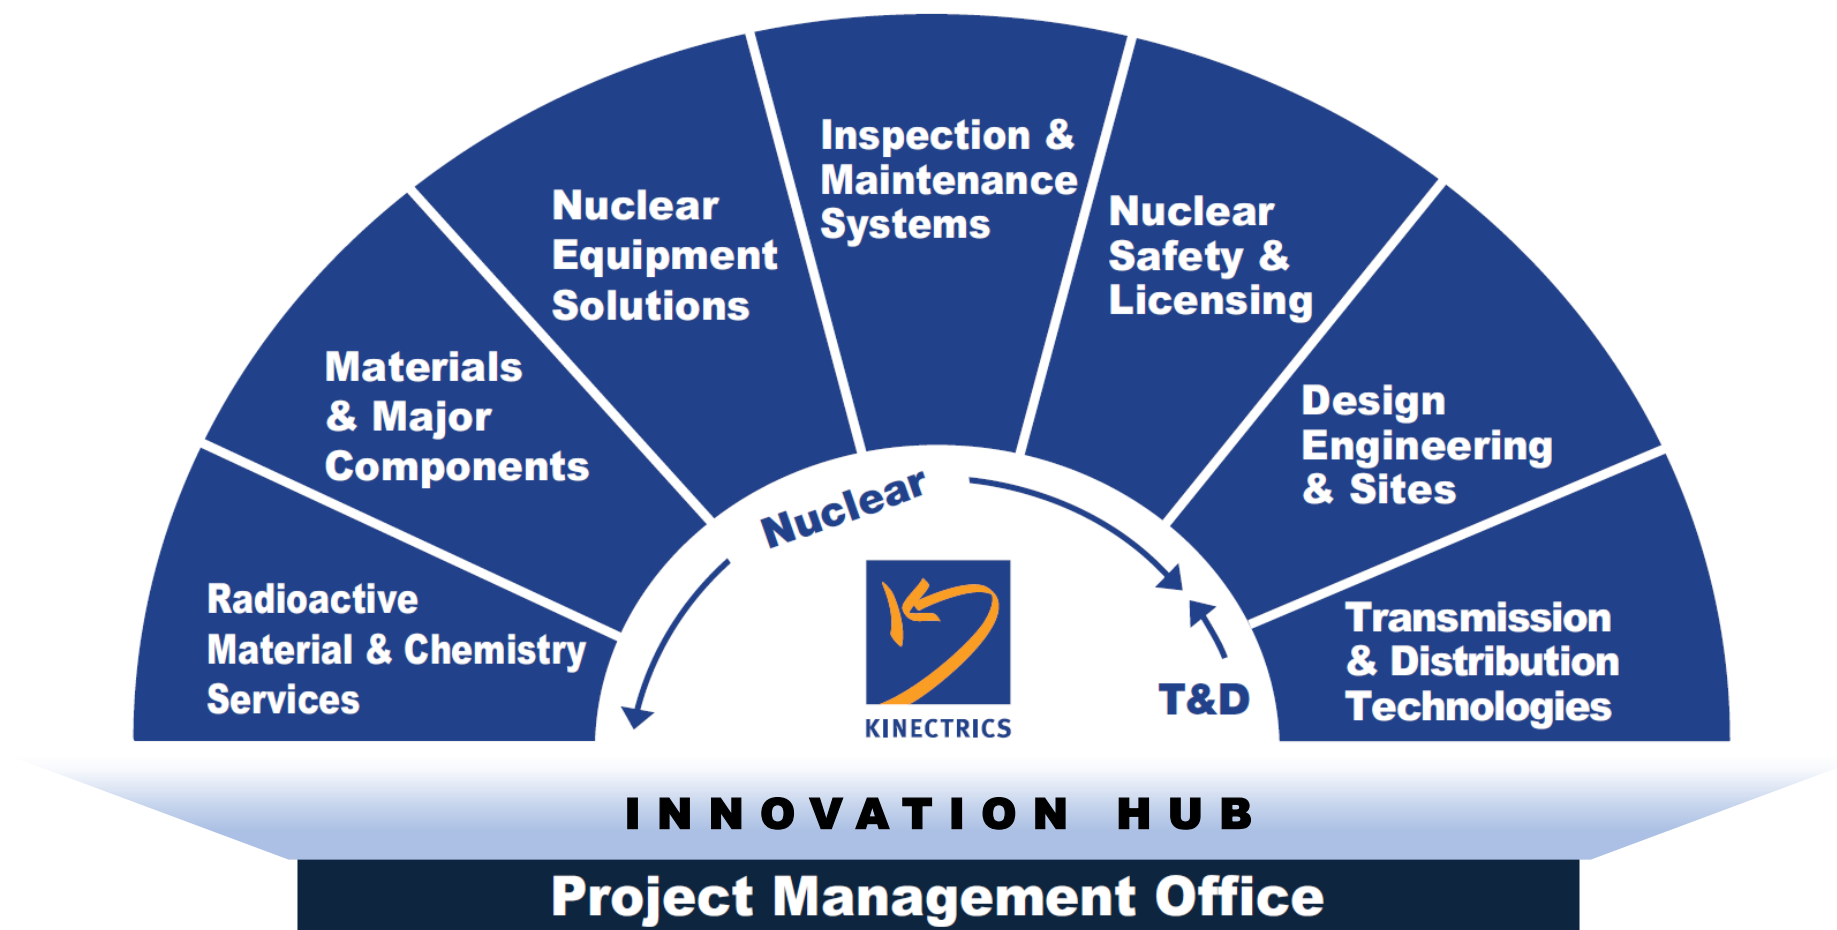 Radioactive
Material & Chemistry
Services
Materials
& Major
Components
Nuclear
Equipment
Solutions
Inspection &
Maintenance
Systems
Nuclear
Safety &
Licensing
Design
Engineering
& Sites
Transmission
& Distribution
Technologies
Nuclear
T&D
KINECTRICS
INNOVATION HUB
Project Management Office